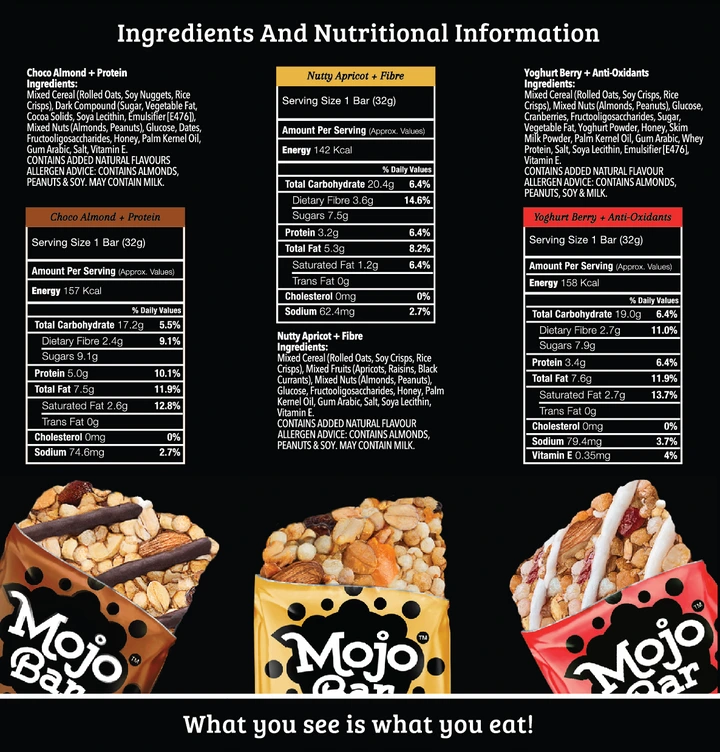 Ingredients And Nutritional Information
Choco Almond + Protein
Ingredients:
Mixed Cereal (Rolled Oats, Soy Nuggets, Rice
Crisps), Dark Compound (Sugar, Vegetable Fat,
Cocoa Solids, Soya Lecithin, Emulsifier [E476]),
Mixed Nuts (Almonds, Peanuts), Glucose, Dates,
Fructooligosaccharides, Honey, Palm Kernel Oil,
Gum Arabic, Salt, Vitamin E.
CONTAINS ADDED NATURAL FLAVOURS
ALLERGEN ADVICE: CONTAINS ALMONDS,
PEANUTS & SOY. MAY CONTAIN MILK.
Choco Almond + Protein
Serving Size 1 Bar (32g)
Amount Per Serving (Approx. Values)
Energy 157 Kcal
% Daily Values
Total Carbohydrate 17.2g 5.5%
Dietary Fibre 2.4g 9.1%
Sugars 9.1g
Protein 5.0g 10.1%
Total Fat 7.5g 11.9%
Saturated Fat 2.6g 12.8%
Trans Fat 0g
Cholesterol 0mg 0%
Sodium 74.6mg 2.7%
Nutty Apricot + Fibre
Serving Size 1 Bar (32g)
Amount Per Serving (Approx. Values)
Energy 142 Kcal
% Daily Values
Total Carbohydrate 20.4g 6.4%
Dietary Fibre 3.6g 14.6%
Sugars 7.5g
Protein 3.2g 6.4%
Total Fat 5.3g 8.2%
Saturated Fat 1.2g 6.4%
Trans Fat 0g
Cholesterol 0mg 0%
Sodium 62.4mg 2.7%
Nutty Apricot + Fibre
Ingredients:
Mixed Cereal (Rolled Oats, Soy Crisps, Rice
Crisps), Mixed Fruits (Apricots, Raisins, Black
Currants), Mixed Nuts (Almonds, Peanuts),
Glucose, Fructooligosaccharides, Honey, Palm
Kernel Oil, Gum Arabic, Salt, Soya Lecithin,
Vitamin E.
CONTAINS ADDED NATURAL FLAVOUR
ALLERGEN ADVICE: CONTAINS ALMONDS,
PEANUTS & SOY. MAY CONTAIN MILK.
Yoghurt Berry + Anti-Oxidants
Ingredients:
Mixed Cereal (Rolled Oats, Soy Crisps, Rice
Crisps), Mixed Nuts (Almonds, Peanuts), Glucose,
Cranberries, Fructooligosaccharides, Sugar,
Vegetable Fat, Yoghurt Powder, Honey, Skim
Milk Powder, Palm Kernel Oil, Gum Arabic, Whey
Protein, Salt, Soya Lecithin, Emulsifier [E476],
Vitamin E.
CONTAINS ADDED NATURAL FLAVOUR
ALLERGEN ADVICE: CONTAINS ALMONDS,
PEANUTS, SOY & MILK.
Yoghurt Berry + Anti-Oxidants
Serving Size 1 Bar (32g)
Amount Per Serving (Approx. Values)
Energy 158 Kcal
% Daily Values
Total Carbohydrate 19.0g 6.4%
Dietary Fibre 2.7g 11.0%
Sugars 7.9g
Protein 3.4g 6.4%
Total Fat 7.6g 11.9%
Saturated Fat 2.7g 13.7%
Trans Fat 0g
Cholesterol 0mg 0%
Sodium 79.4mg 3.7%
Vitamin E 0.35mg 4%
Mojo TM
Bar
Mojo TM
Bar
Mojo TM
Bar
What you see is what you eat!